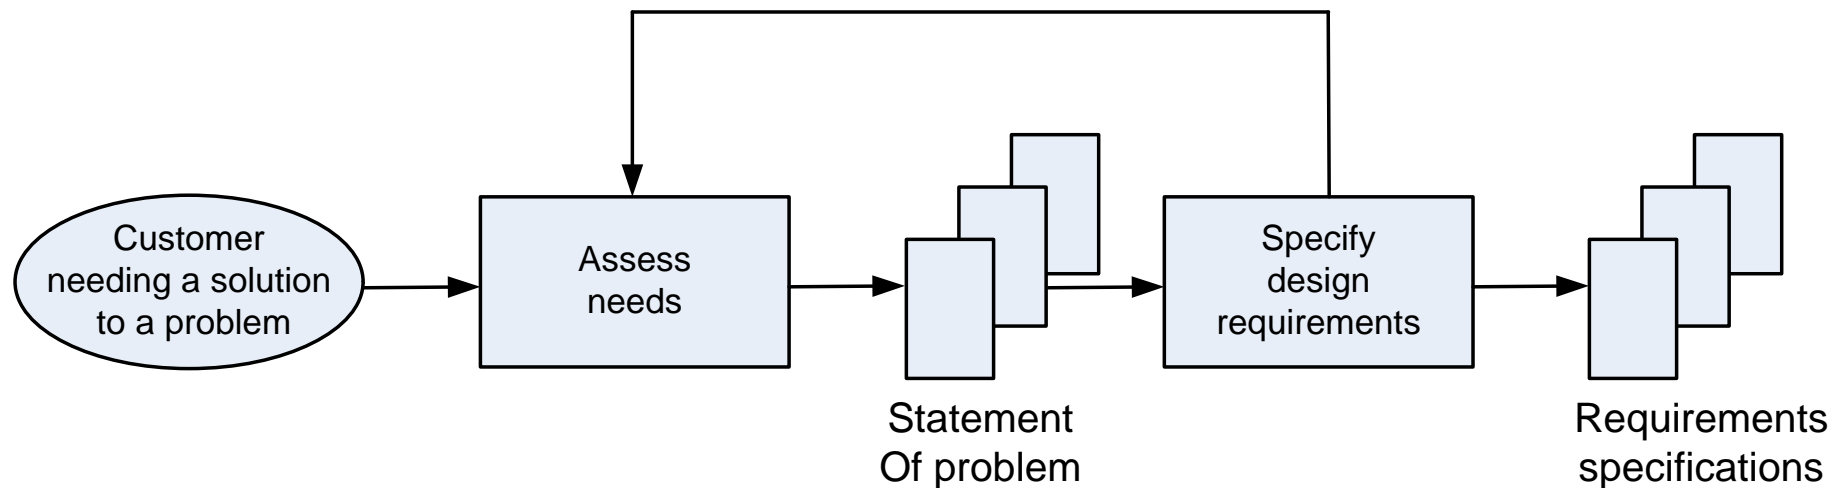 Customer
needing a solution
to a problem
Assess
needs
Statement
Of problem
Specify
design
requirements
Requirements
specifications